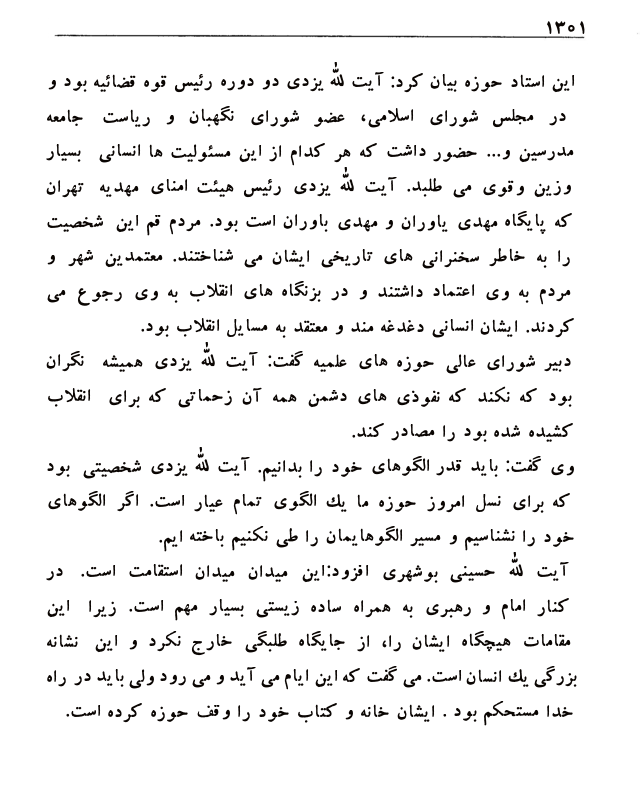 ۱۳۰۱
این استاد حوزه بیان کرد: آیت لله یزدی دو دوره رئیس قوه قضائیه بود و
در مجلس شورای اسلامی، عضو شورای نگهبان و ریاست جامعه
مدرسین و... حضور داشت که هر کدام از این مسئولیت ها انسانی بسیار
وزین وقوی می طلبد. آیت لله یزدی رئیس هیئت امنای مهدیه تهران
که پایگاه مهدی یاوران و مهدی باوران است بود. مردم قم این شخصیت
را به خاطر سخنرانی های تاریخی ایشان می شناختند. معتمدین شهر و
مردم به وی اعتماد داشتند و در بزنگاه های انقلاب به وی رجوع می
کردند. ایشان انسانی دغدغه مند و معتقد به مسایل انقلاب بود.
دبیر شورای عالی حوزه های علمیه گفت: آیت لله یزدی همیشه نگران
بود که نکند که نفوذی های دشمن همه آن زحماتی که برای انقلاب
کشیده شده بود را مصادر کند.
وی گفت: باید قدر الگوهای خود را بدانیم. آیت لله یزدی شخصیتی بود
که برای نسل امروز حوزه ما یك الگوی تمام عیار است. اگر الگوهای
خود را نشناسیم و مسیر الگوهایمان را طی نکنیم باخته ایم.
آیت لله حسینی بوشهری افزود:این میدان میدان استقامت است. در
کنار امام و رهبری به همراه ساده زیستی بسیار مهم است. زیرا این
مقامات هیچگاه ایشان را، از جایگاه طلبگی خارج نکرد و این نشانه
بزرگی یك انسان است. می گفت که این ایام می آید و می رود ولی باید در راه
خدا مستحکم بود . ایشان خانه و کتاب خود را وقف حوزه کرده است.